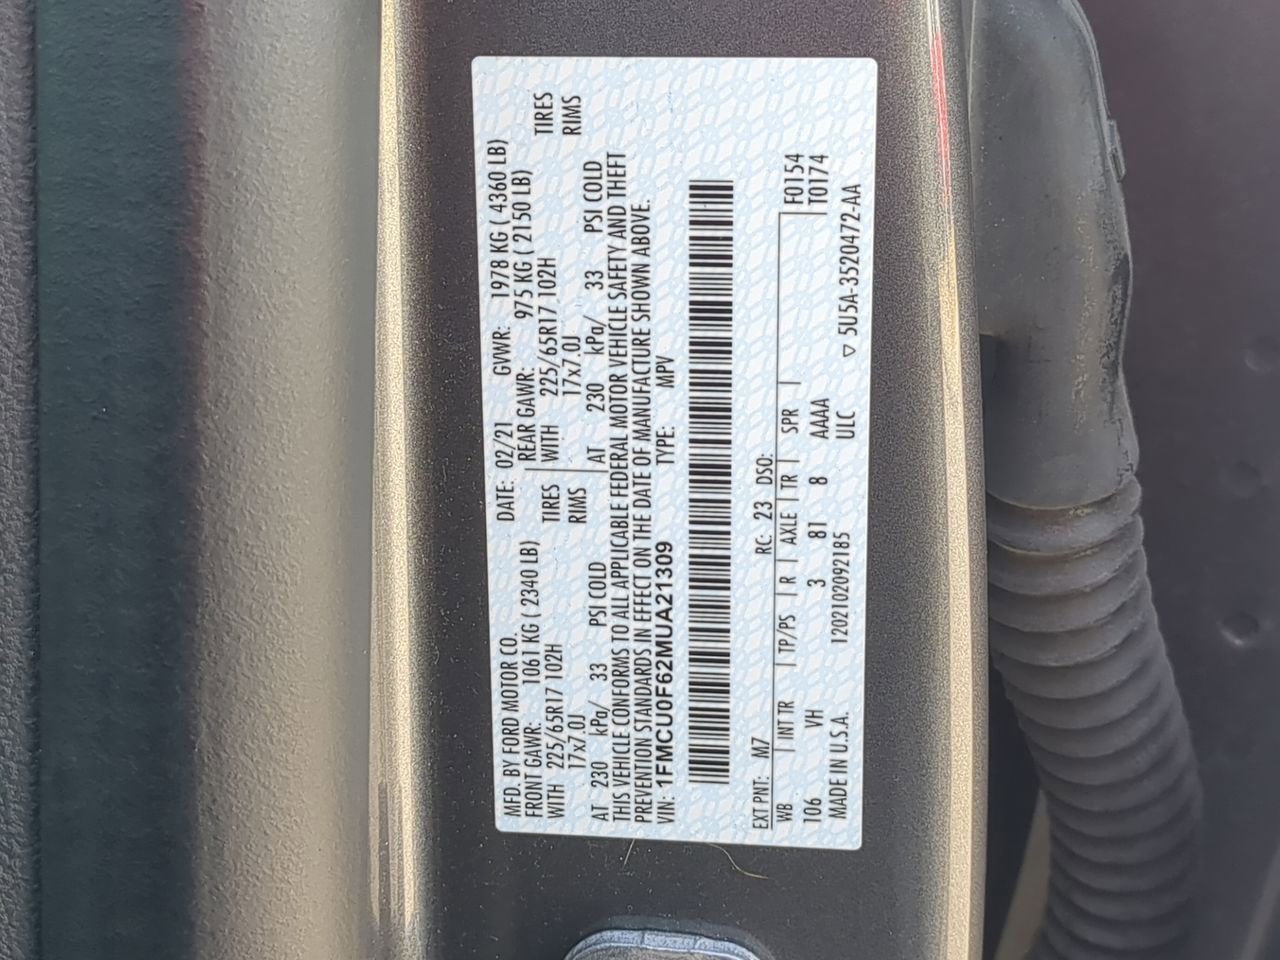 MFD. BY FORD MOTOR CO. DATE: 02/21 GVWR: 1978 KG ( 4360 LB)
FRONT GAWR: 1061 KG ( 2340 LB) REAR GAWR: 975 KG ( 2150 LB)
WITH 225/65R17 102H TIRES WITH 225/65R17 102H TIRES
17x7.0J RIMS 17x7.0J RIMS
AT 230 kPa/ 33 PSI COLD AT 230 kPa/ 33 PSI COLD
THIS VEHICLE CONFORMS TO ALL APPLICABLE FEDERAL MOTOR VEHICLE SAFETY AND THEFT
PREVENTION STANDARDS IN EFFECT ON THE DATE OF MANUFACTURE SHOWN ABOVE.
VIN: 1FMCU0F62MUA21309 TYPE: MPV
EXT PNT: M7 RC: 23 DSO: F0154
WB INT TR TP/PS R AXLE TR SPR T0174
106 VH 3 81 8 AAAA
MADE IN U.S.A. 120210209​2185 ULC ▽ 5U5A-3520472-AA